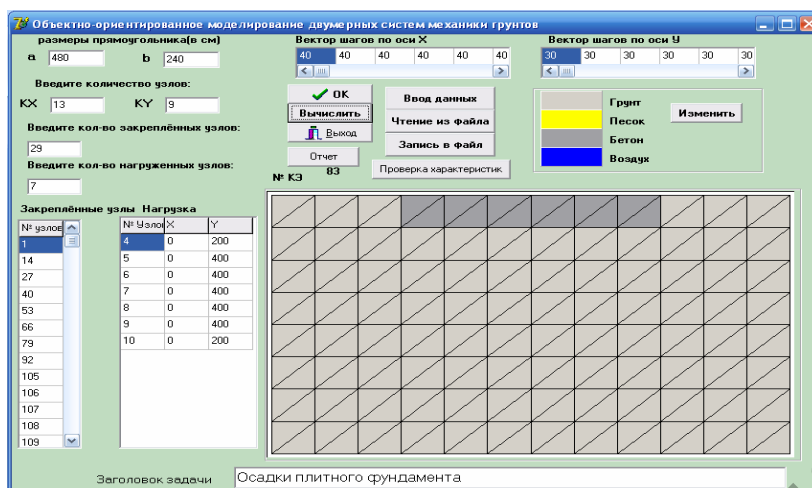 Объектно-ориентированное моделирование двумерных систем механики грунтов
размеры прямоугольника(в см)
a 480 b 240
Введите количество узлов:
KX 13 KY 9
Введите кол-во закреплённых узлов:
29
Введите кол-во нагруженных узлов:
7
Вектор шагов по оси X
40 40 40 40 40 40
Вектор шагов по оси У
30 30 30 30 30 30
OK
Вычислить
Выход
Отчет
Ввод данных
Чтение из файла
Запись в файл
Проверка характеристик
№ КЭ 83
Грунт
Песок
Бетон
Воздух
Изменить
Закреплённые узлы Нагрузка
№ узлов
1
14
27
40
53
66
79
92
105
106
107
108
109
№ Узло X Y
4 0 200
5 0 400
6 0 400
7 0 400
8 0 400
9 0 400
10 0 200
Заголовок задачи Осадки плитного фундамента